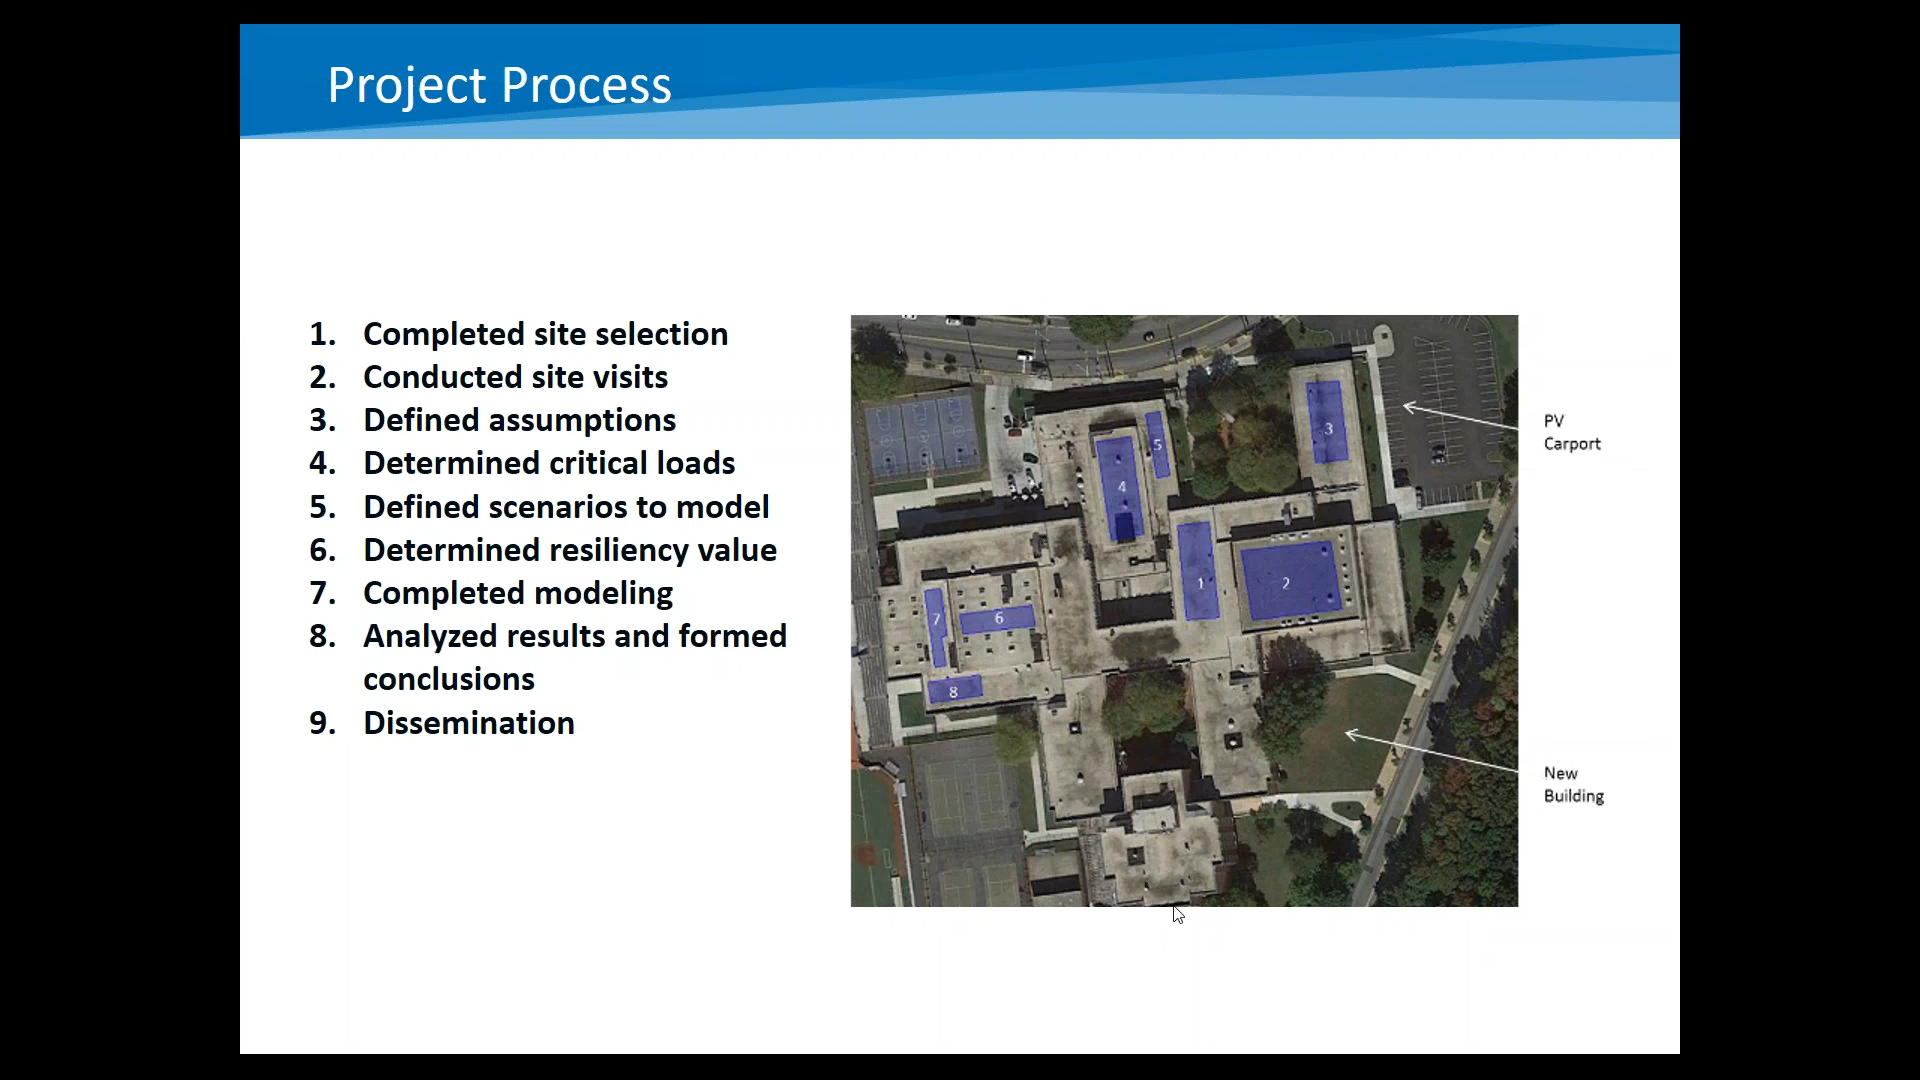 Project Process
1. Completed site selection
2. Conducted site visits
3. Defined assumptions
4. Determined critical loads
5. Defined scenarios to model
6. Determined resiliency value
7. Completed modeling
8. Analyzed results and formed
conclusions
9. Dissemination
3
5
4
1
2
7
6
8
PV
Carport
New
Building